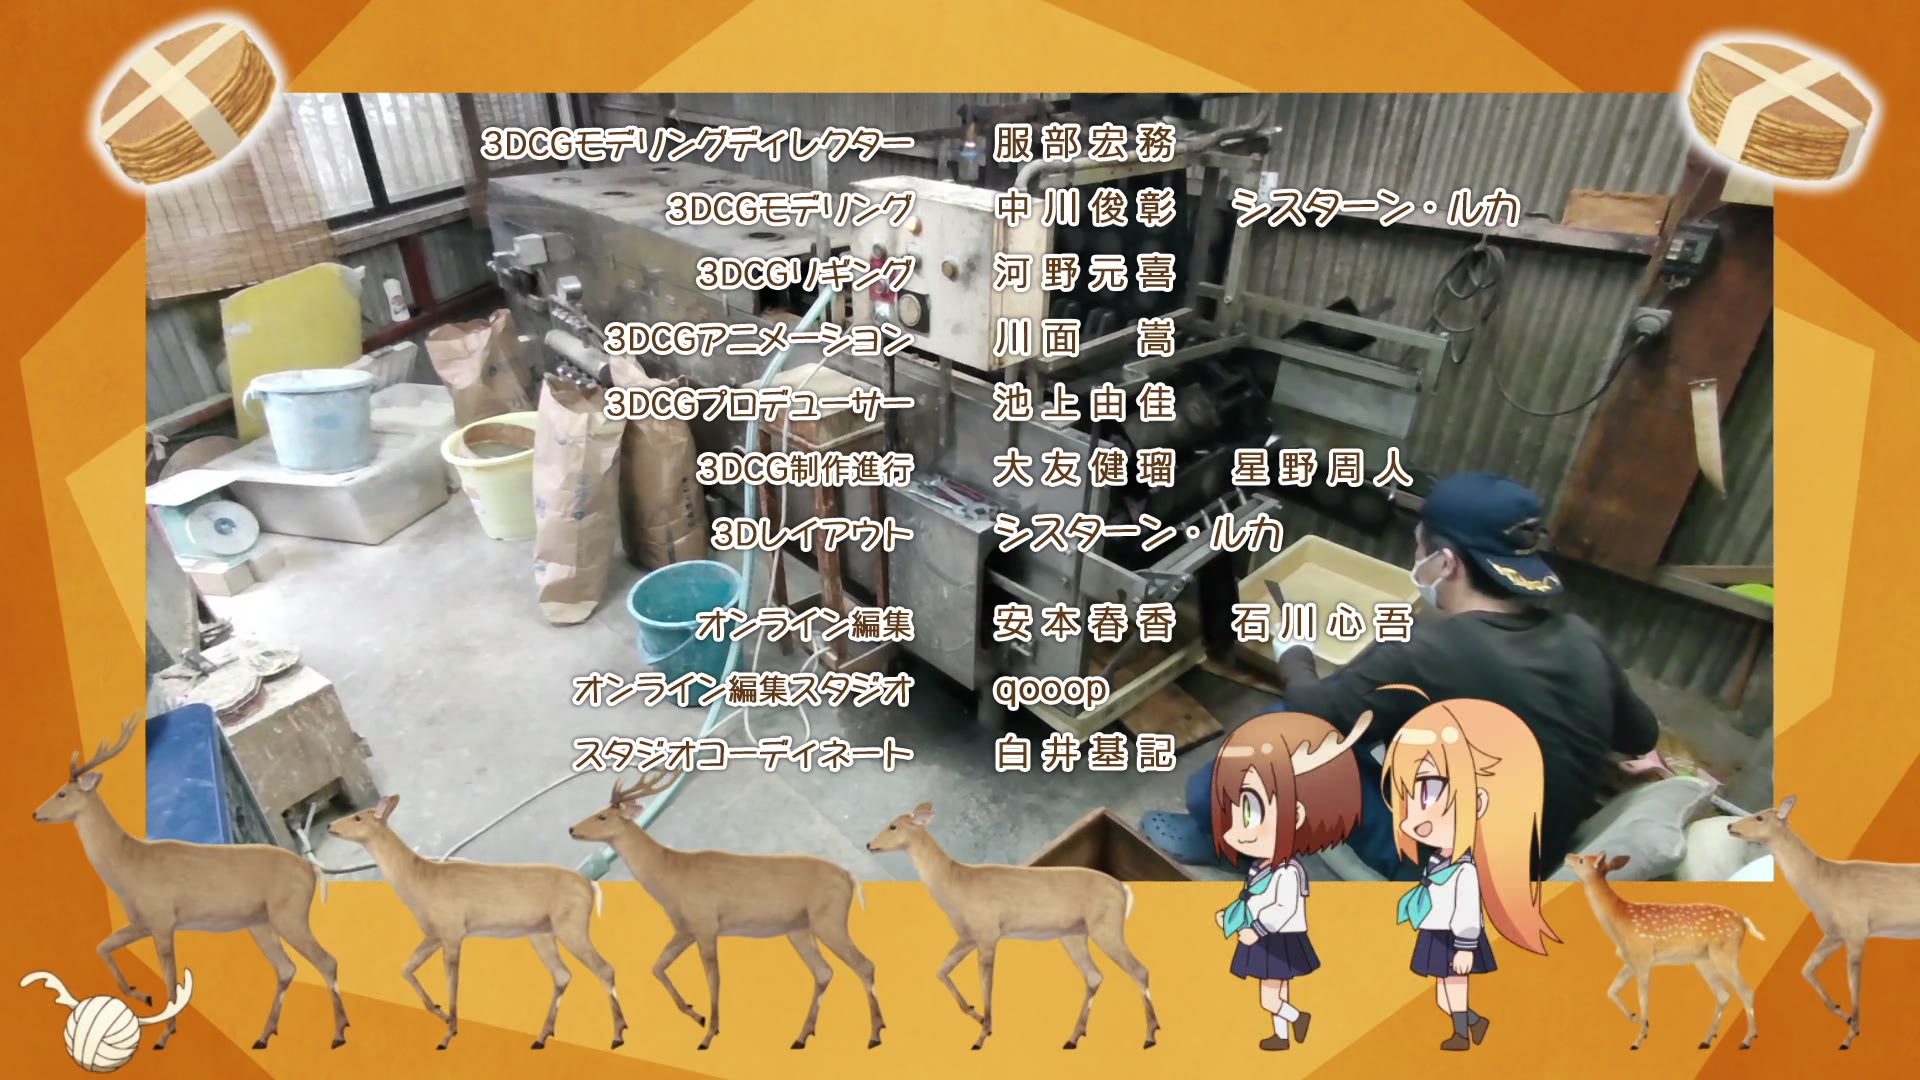 3DCGモデリングディレクター 服部宏務
3DCGモデリング 中川俊彰 シスターン・ルカ
3DCGリギング 河野元喜
3DCGアニメーション 川面 嵩
3DCGプロデューサー 池上由佳
3DCG制作進行 大友健瑠 星野周人
3Dレイアウト シスターン・ルカ
オンライン編集 安本春香 石川心吾
オンライン編集スタジオ qooop
スタジオコーディネート 白井基記